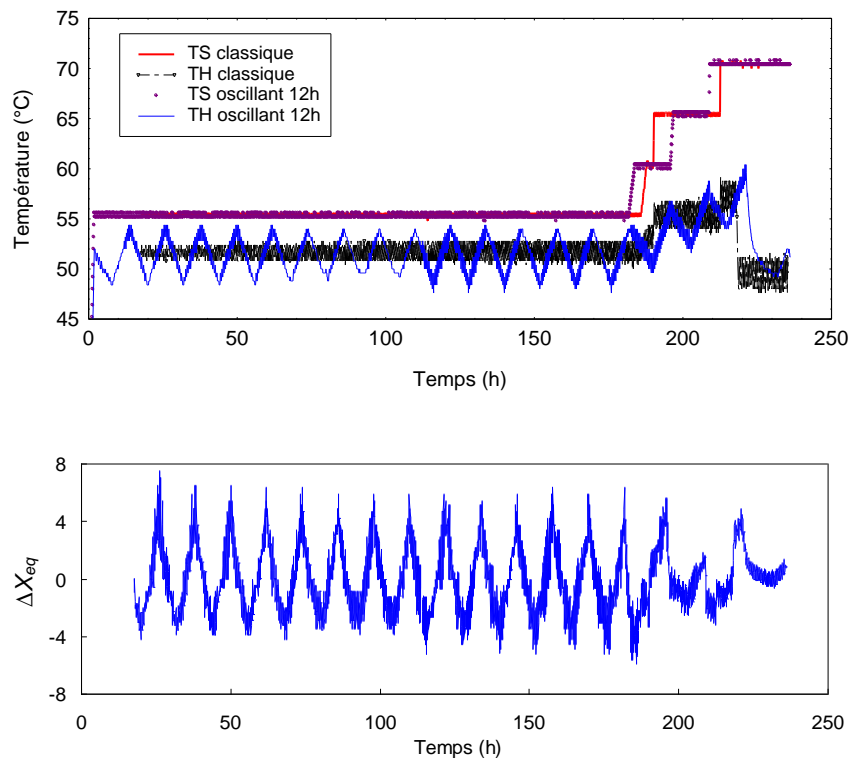 75
70
65
60
55
50
45
Température (°C)
TS classique
TH classique
TS oscillant 12h
TH oscillant 12h
0 50 100 150 200 250
Temps (h)
8
4
0
-4
-8
ΔXeq
0 50 100 150 200 250
Temps (h)